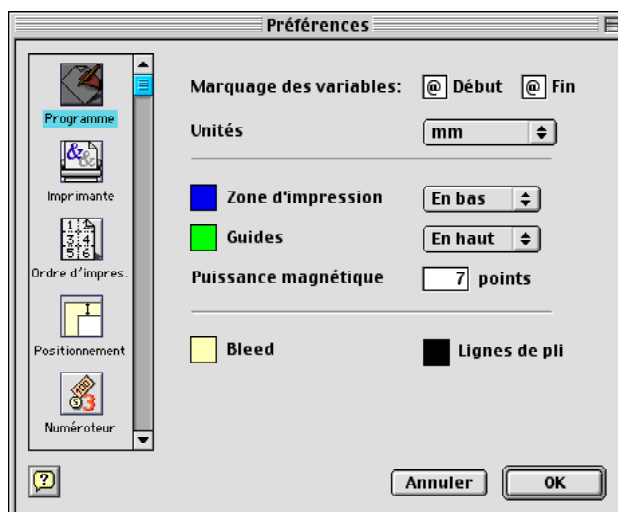 Préférences
Programme
Imprimante
Ordre d'impres.
Positionnement
Numéroteur
Marquage des variables: @ Début @ Fin
Unités mm
Zone d'impression En bas
Guides En haut
Puissance magnétique 7 points
Bleed Lignes de pli
Annuler OK